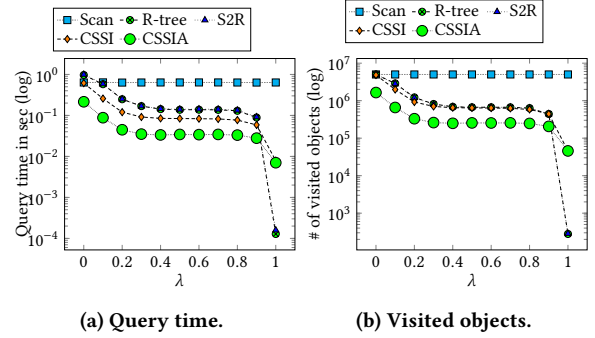 Scan R-tree S2R
CSSI CSSIA
Query time in sec (log)
10^0
10^−1
10^−2
10^−3
10^−4
0 0.2 0.4 0.6 0.8 1
λ
(a) Query time.
Scan R-tree S2R
CSSI CSSIA
# of visited objects (log)
10^7
10^6
10^5
10^4
10^3
0 0.2 0.4 0.6 0.8 1
λ
(b) Visited objects.